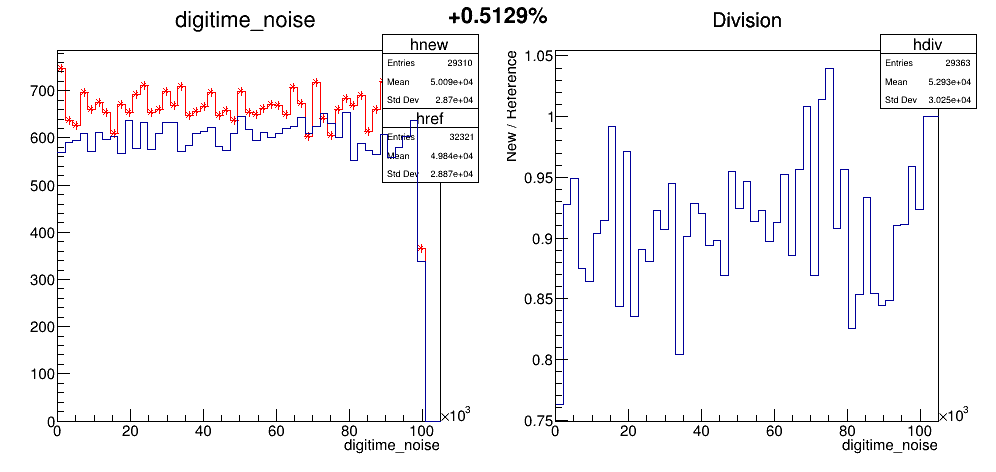 digitime_noise
+0.5129%
Division
hnew
Entries 29310
Mean 5.009e+04
Std Dev 2.87e+04
href
Entries 32321
Mean 4.984e+04
Std Dev 2.887e+04
700
600
500
400
300
200
100
0
0 20 40 60 80 100
×10³
digitime_noise
hdiv
Entries 29363
Mean 5.293e+04
Std Dev 3.025e+04
New / Reference
1.05
1
0.95
0.9
0.85
0.8
0.75
0 20 40 60 80 100
×10³
digitime_noise